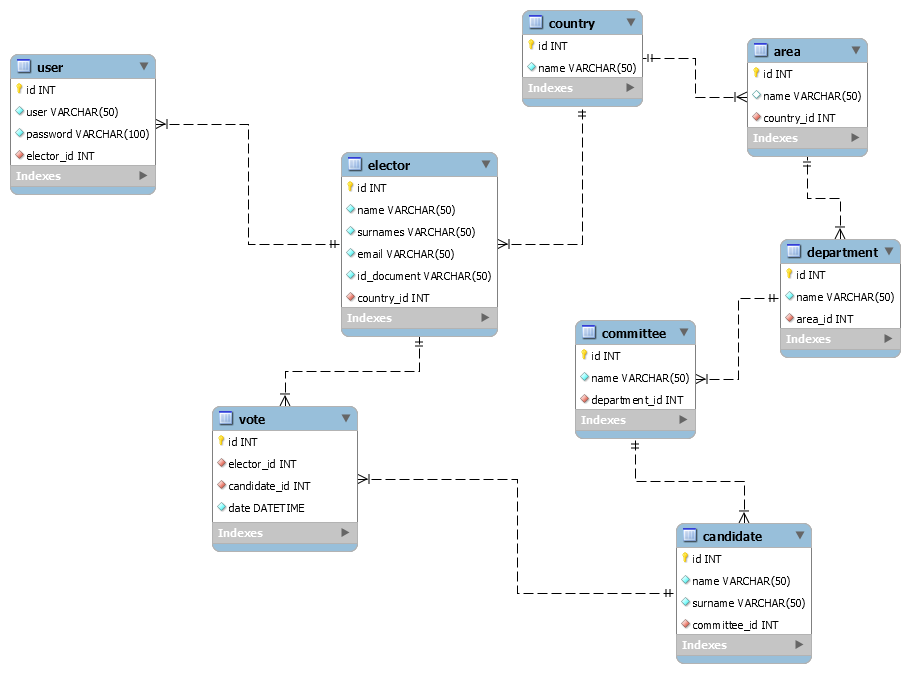 country
id INT
name VARCHAR(50)
Indexes
area
id INT
name VARCHAR(50)
country_id INT
Indexes
user
id INT
user VARCHAR(50)
password VARCHAR(100)
elector_id INT
Indexes
elector
id INT
name VARCHAR(50)
surnames VARCHAR(50)
email VARCHAR(50)
id_document VARCHAR(50)
country_id INT
Indexes
department
id INT
name VARCHAR(50)
area_id INT
Indexes
committee
id INT
name VARCHAR(50)
department_id INT
Indexes
vote
id INT
elector_id INT
candidate_id INT
date DATETIME
Indexes
candidate
id INT
name VARCHAR(50)
surname VARCHAR(50)
committee_id INT
Indexes